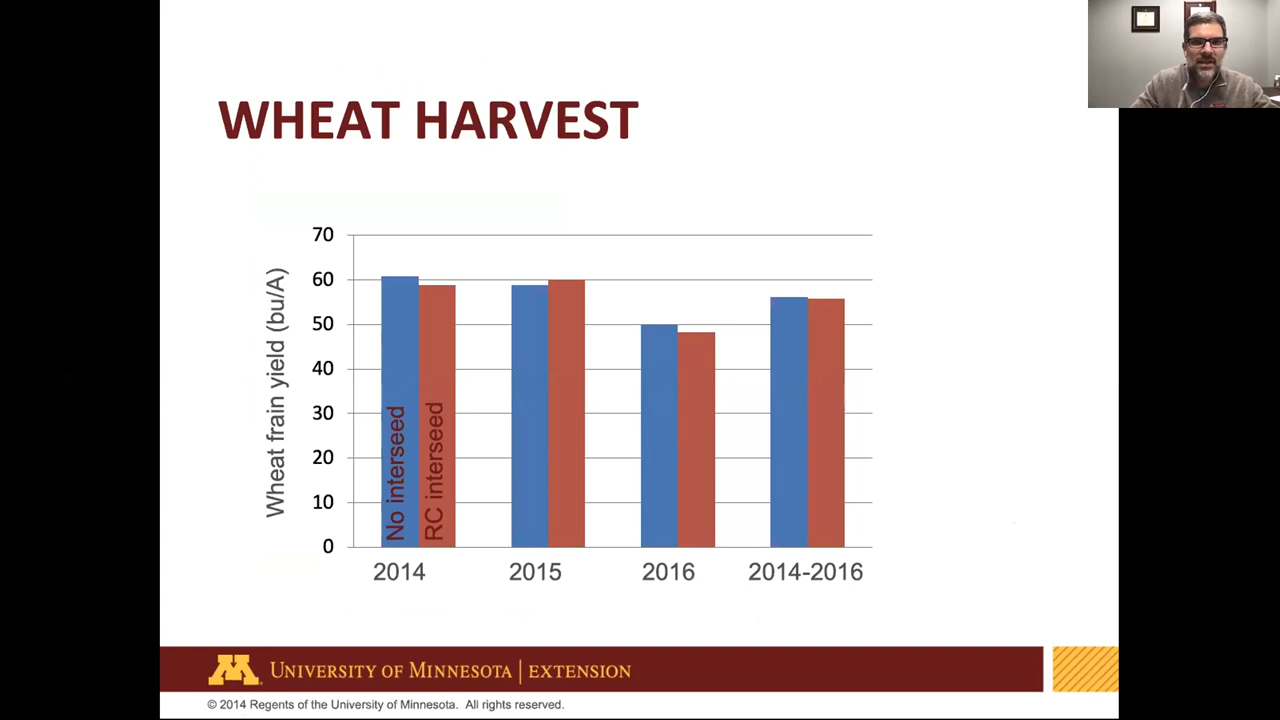 WHEAT HARVEST
Wheat frain yield (bu/A)
70
60
50
40
30
20
10
0
No interseed
RC interseed
2014
2015
2016
2014-2016
M
UNIVERSITY OF MINNESOTA | EXTENSION
© 2014 Regents of the University of Minnesota. All rights reserved.